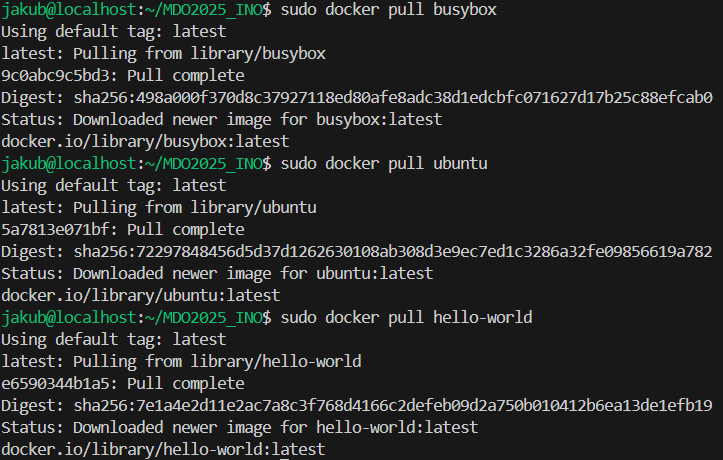 jakub@localhost:~/MDO2025_INO$ sudo docker pull busybox
Using default tag: latest
latest: Pulling from library/busybox
9c0abc9c5bd3: Pull complete
Digest: sha256:498a000f370d8c37927118ed80afe8adc38d1edcbfc071627d17b25c88efcab0
Status: Downloaded newer image for busybox:latest
docker.io/library/busybox:latest
jakub@localhost:~/MDO2025_INO$ sudo docker pull ubuntu
Using default tag: latest
latest: Pulling from library/ubuntu
5a7813e071bf: Pull complete
Digest: sha256:72297848456d5d37d1262630108ab308d3e9ec7ed1c3286a32fe09856619a782
Status: Downloaded newer image for ubuntu:latest
docker.io/library/ubuntu:latest
jakub@localhost:~/MDO2025_INO$ sudo docker pull hello-world
Using default tag: latest
latest: Pulling from library/hello-world
e6590344b1a5: Pull complete
Digest: sha256:7e1a4e2d11e2ac7a8c3f768d4166c2defeb09d2a750b010412b6ea13de1efb19
Status: Downloaded newer image for hello-world:latest
docker.io/library/hello-world:latest